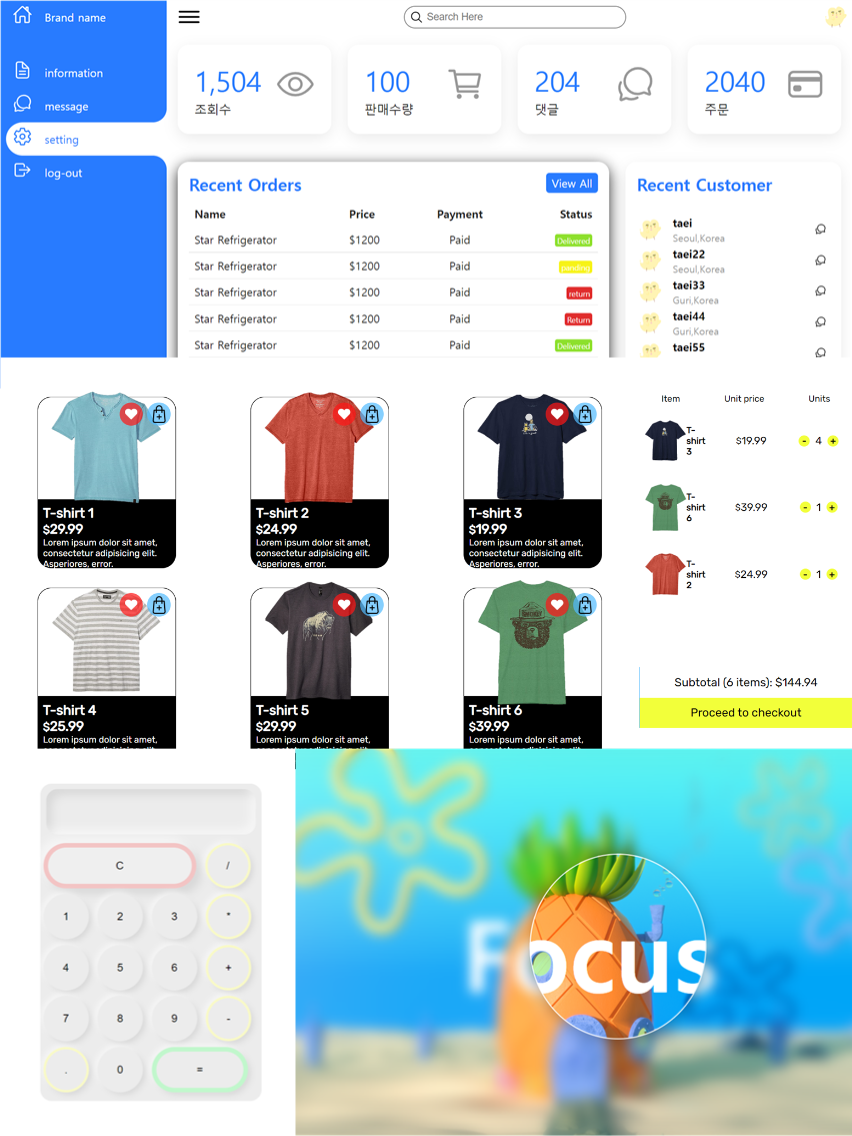 Brand name
Search Here
information
message
setting
log-out
1,504
조회수
100
판매수량
204
댓글
2040
주문
Recent Orders
View All
Name Price Payment Status
Star Refrigerator $1200 Paid Delivered
Star Refrigerator $1200 Paid pending
Star Refrigerator $1200 Paid return
Star Refrigerator $1200 Paid Return
Star Refrigerator $1200 Paid Delivered
Recent Customer
taei
Seoul,Korea
taei22
Seoul,Korea
taei33
Guri,Korea
taei44
Guri,Korea
taei55
T-shirt 1
$29.99
Lorem ipsum dolor sit amet,
consectetur adipisicing elit.
Asperiores, error.
T-shirt 2
$24.99
Lorem ipsum dolor sit amet,
consectetur adipisicing elit.
Asperiores, error.
T-shirt 3
$19.99
Lorem ipsum dolor sit amet,
consectetur adipisicing elit.
Asperiores, error.
T-shirt 4
$25.99
Lorem ipsum dolor sit amet,
T-shirt 5
$29.99
Lorem ipsum dolor sit amet,
T-shirt 6
$39.99
Lorem ipsum dolor sit amet,
Item Unit price Units
T-
shirt
3
$19.99 - 4 +
T-
shirt
6
$39.99 - 1 +
T-
shirt
2
$24.99 - 1 +
Subtotal (6 items): $144.94
Proceed to checkout
C /
1 2 3 *
4 5 6 +
7 8 9 -
. 0 =
Focus